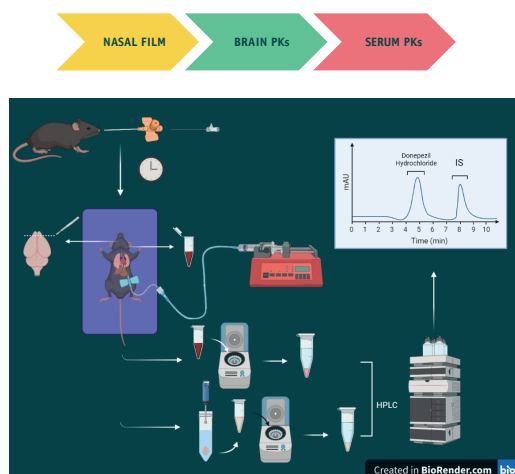 NASAL FILM
BRAIN PKs
SERUM PKs
Donepezil
Hydrochloride
IS
mAU
0 1 2 3 4 5 6 7 8 9 10
Time (min)
HPLC
Created in BioRender.com bio